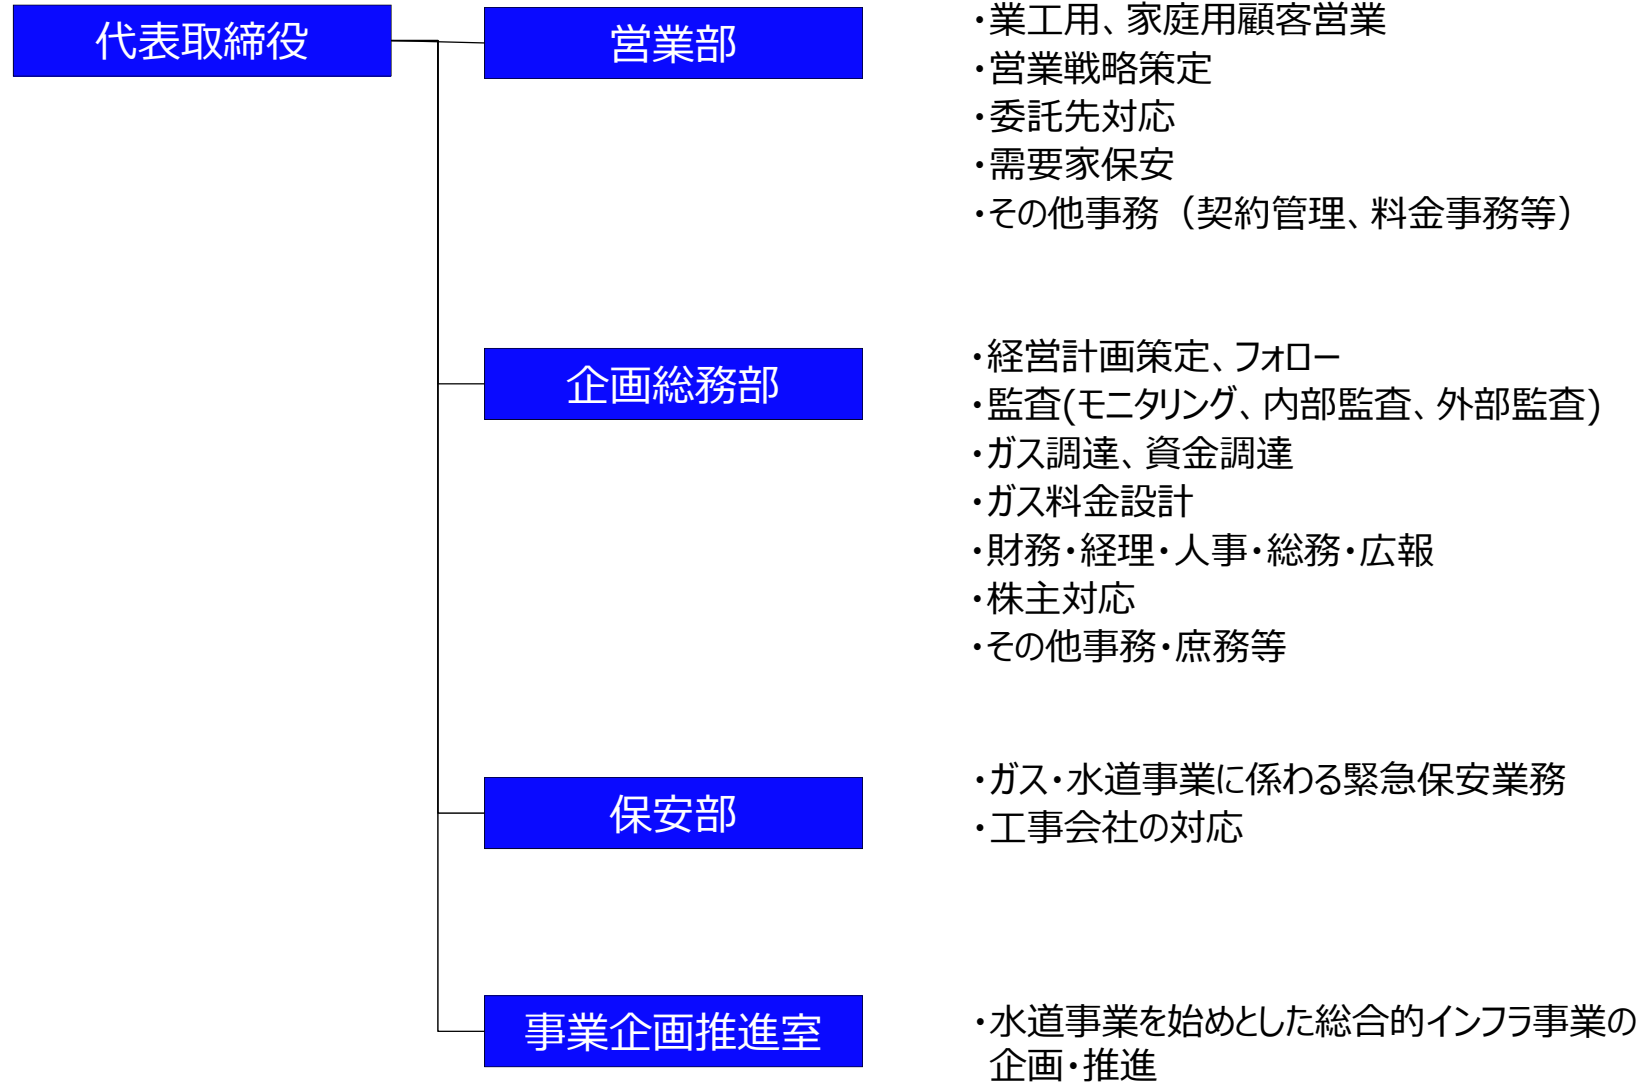 代表取締役
営業部
・業工用、家庭用顧客営業
・営業戦略策定
・委託先対応
・需要家保安
・その他事務（契約管理、料金事務等）
企画総務部
・経営計画策定、フォロー
・監査(モニタリング、内部監査、外部監査)
・ガス調達、資金調達
・ガス料金設計
・財務・経理・人事・総務・広報
・株主対応
・その他事務・庶務等
保安部
・ガス・水道事業に係わる緊急保安業務
・工事会社の対応
事業企画推進室
・水道事業を始めとした総合的インフラ事業の
企画・推進